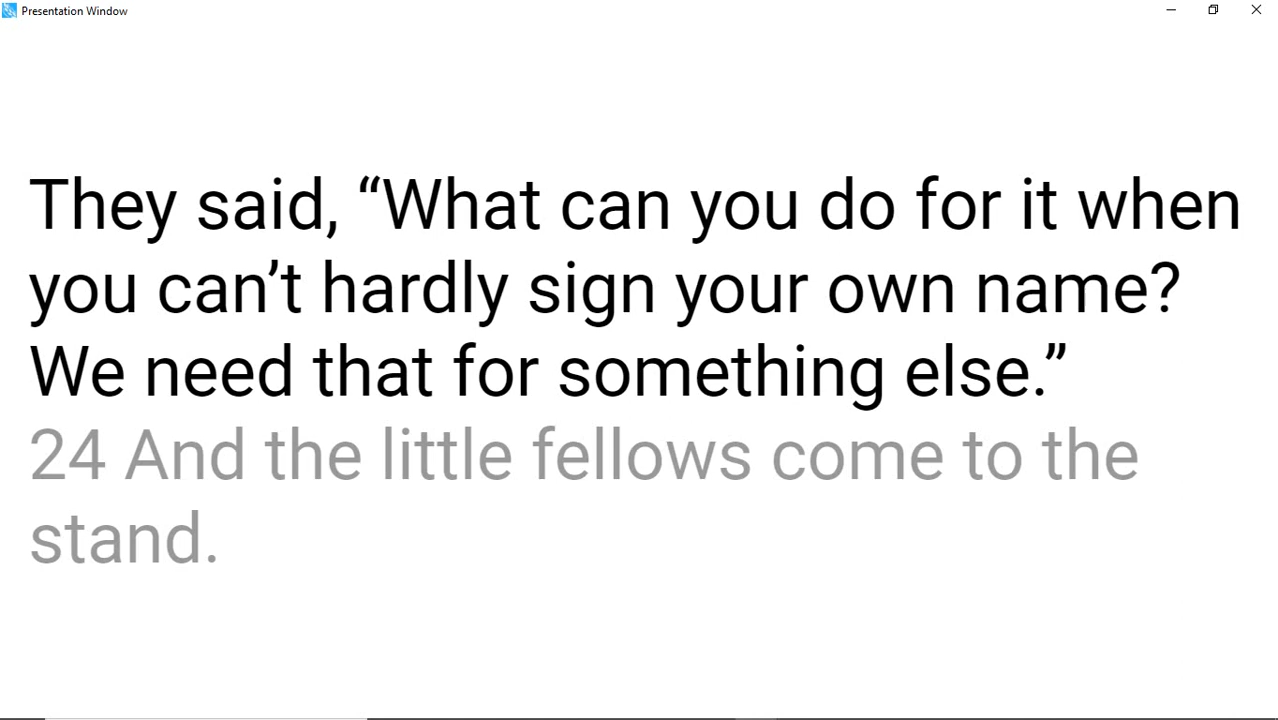 Presentation Window
They said, “What can you do for it when
you can’t hardly sign your own name?
We need that for something else.”
24 And the little fellows come to the
stand.